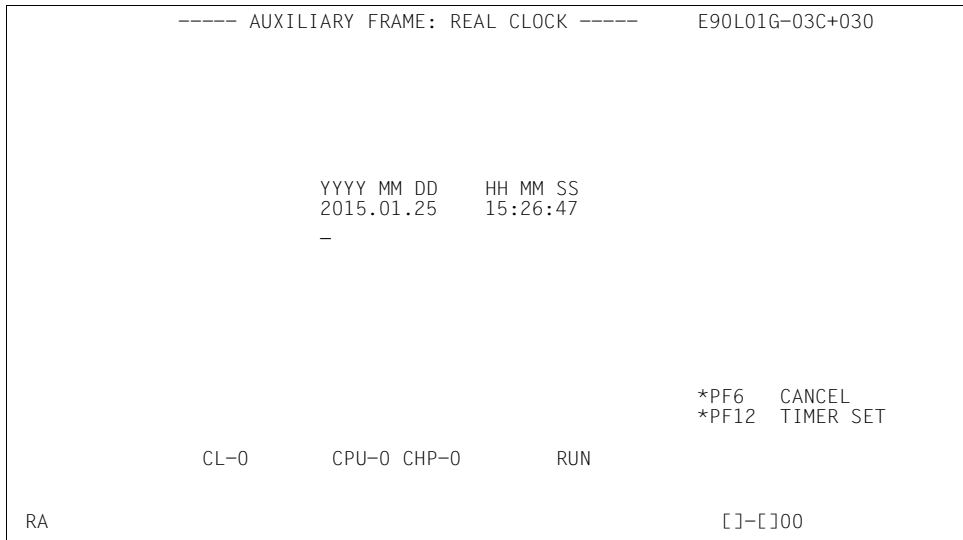 ----- AUXILIARY FRAME: REAL CLOCK ----- E90L01G-03C+030
YYYY MM DD HH MM SS
2015.01.25 15:26:47
_
*PF6 CANCEL
*PF12 TIMER SET
CL-0 CPU-0 CHP-0 RUN
RA []-[]00